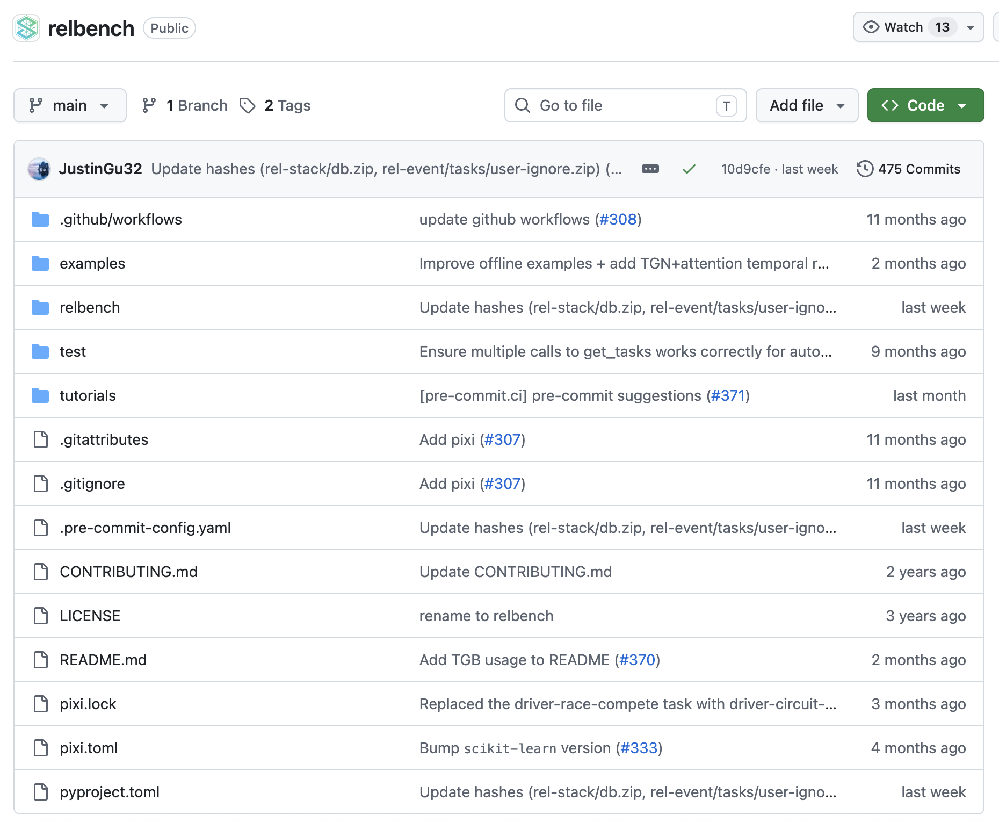 relbench Public Watch 13
main 1 Branch 2 Tags Go to file T Add file Code
JustinGu32 Update hashes (rel-stack/db.zip, rel-event/tasks/user-ignore.zip) (... 10d9cfe · last week 475 Commits
.github/workflows update github workflows (#308) 11 months ago
examples Improve offline examples + add TGN+attention temporal r... 2 months ago
relbench Update hashes (rel-stack/db.zip, rel-event/tasks/user-igno... last week
test Ensure multiple calls to get_tasks works correctly for auto... 9 months ago
tutorials [pre-commit.ci] pre-commit suggestions (#371) last month
.gitattributes Add pixi (#307) 11 months ago
.gitignore Add pixi (#307) 11 months ago
.pre-commit-config.yaml Update hashes (rel-stack/db.zip, rel-event/tasks/user-igno... last week
CONTRIBUTING.md Update CONTRIBUTING.md 2 years ago
LICENSE rename to relbench 3 years ago
README.md Add TGB usage to README (#370) 2 months ago
pixi.lock Replaced the driver-race-compete task with driver-circuit-... 3 months ago
pixi.toml Bump scikit-learn version (#333) 4 months ago
pyproject.toml Update hashes (rel-stack/db.zip, rel-event/tasks/user-igno... last week